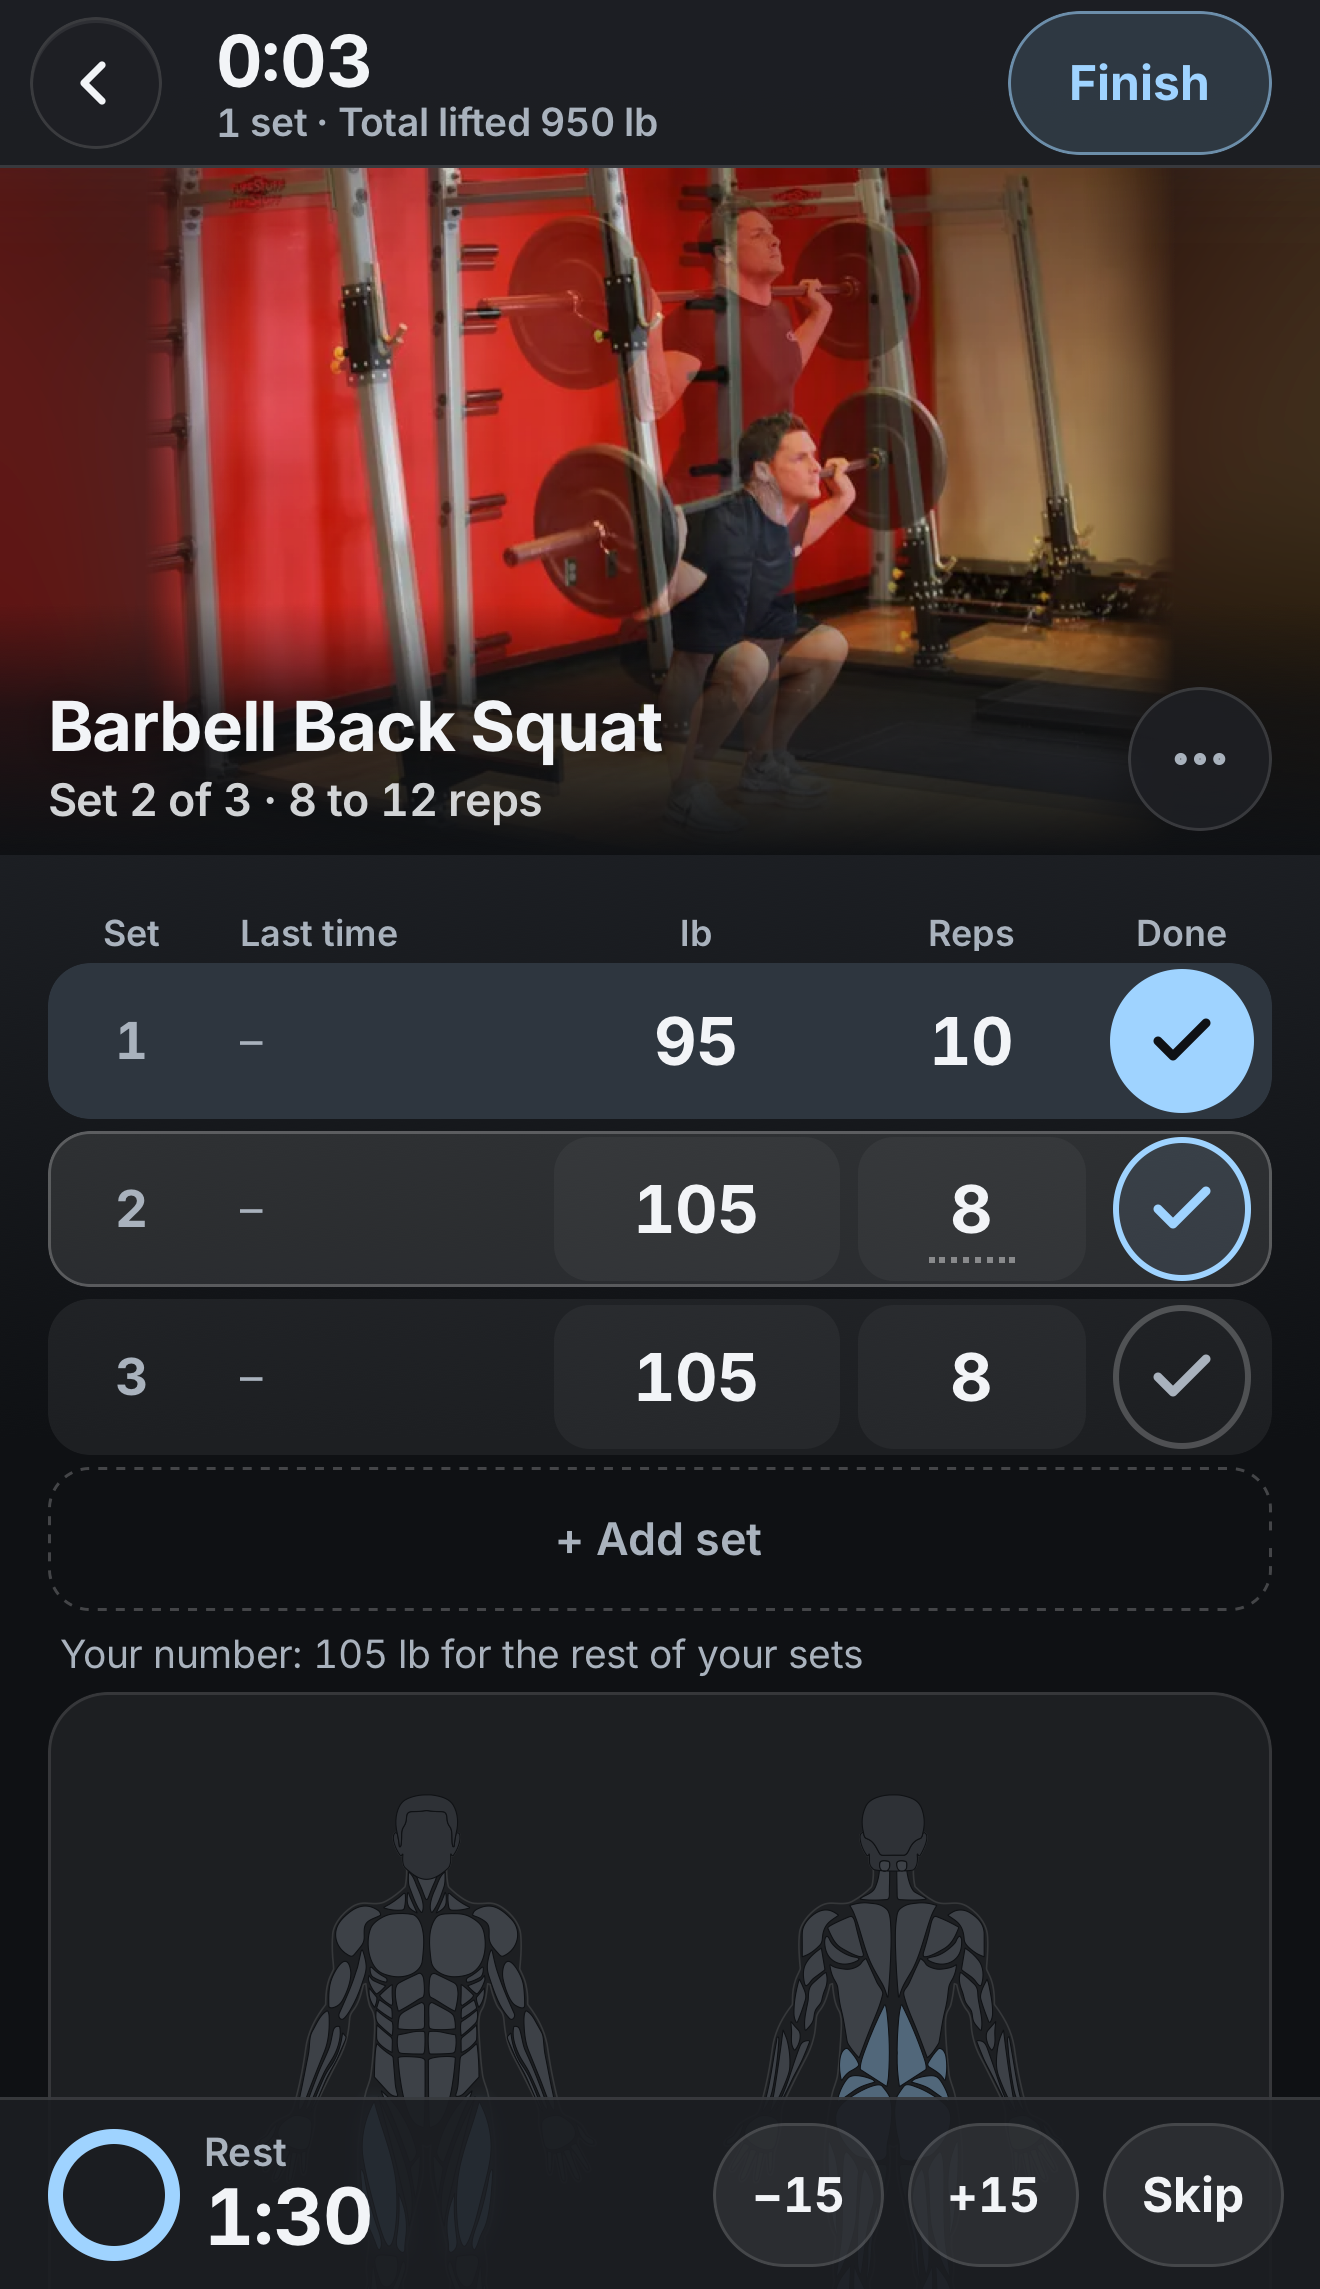 0:03
Finish
1 set · Total lifted 950 lb
Barbell Back Squat
Set 2 of 3 · 8 to 12 reps
Set Last time lb Reps Done
1 – 95 10
2 – 105 8
3 – 105 8
+ Add set
Your number: 105 lb for the rest of your sets
Rest
1:30
−15 +15 Skip